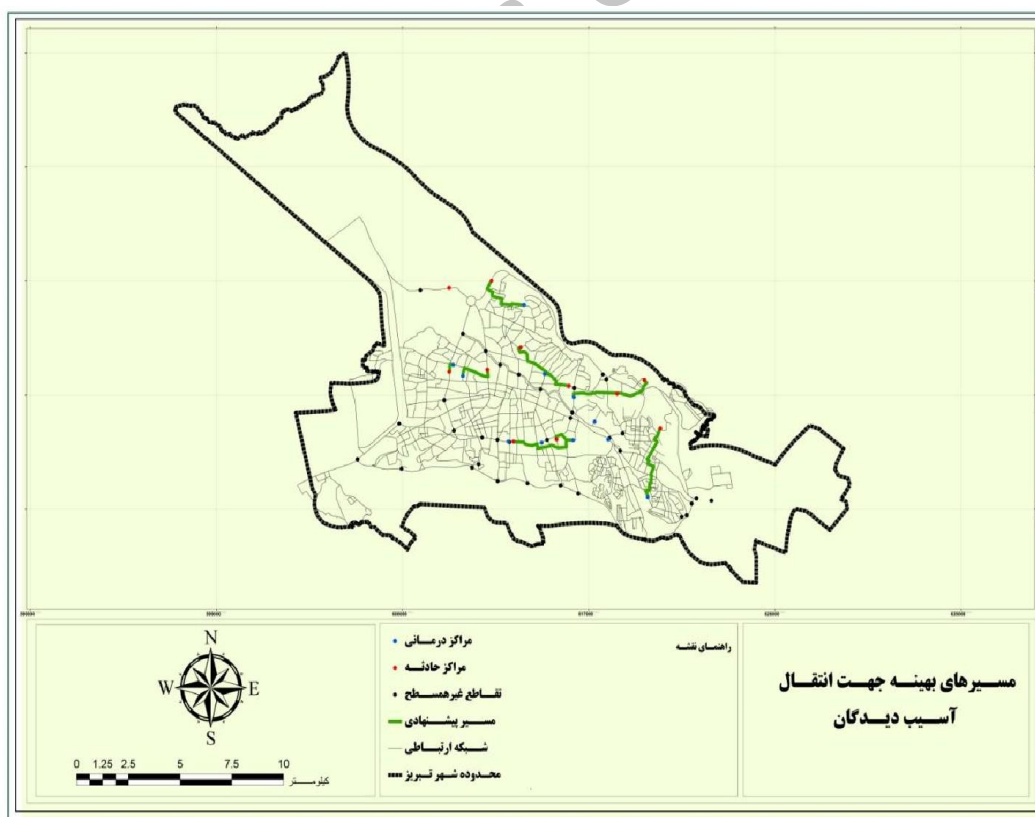 مسیرهای بهینه جهت انتقال
آسیب دیدگان
راهنمای نقشه
مراکز درمانی
مراکز حادثه
تقاطع غیرهمسطح
مسیر پیشنهادی
شبکه ارتباطی
محدوده شهر تبریز
N
W E
S
0 1.25 2.5 5 7.5 10
کیلومتر